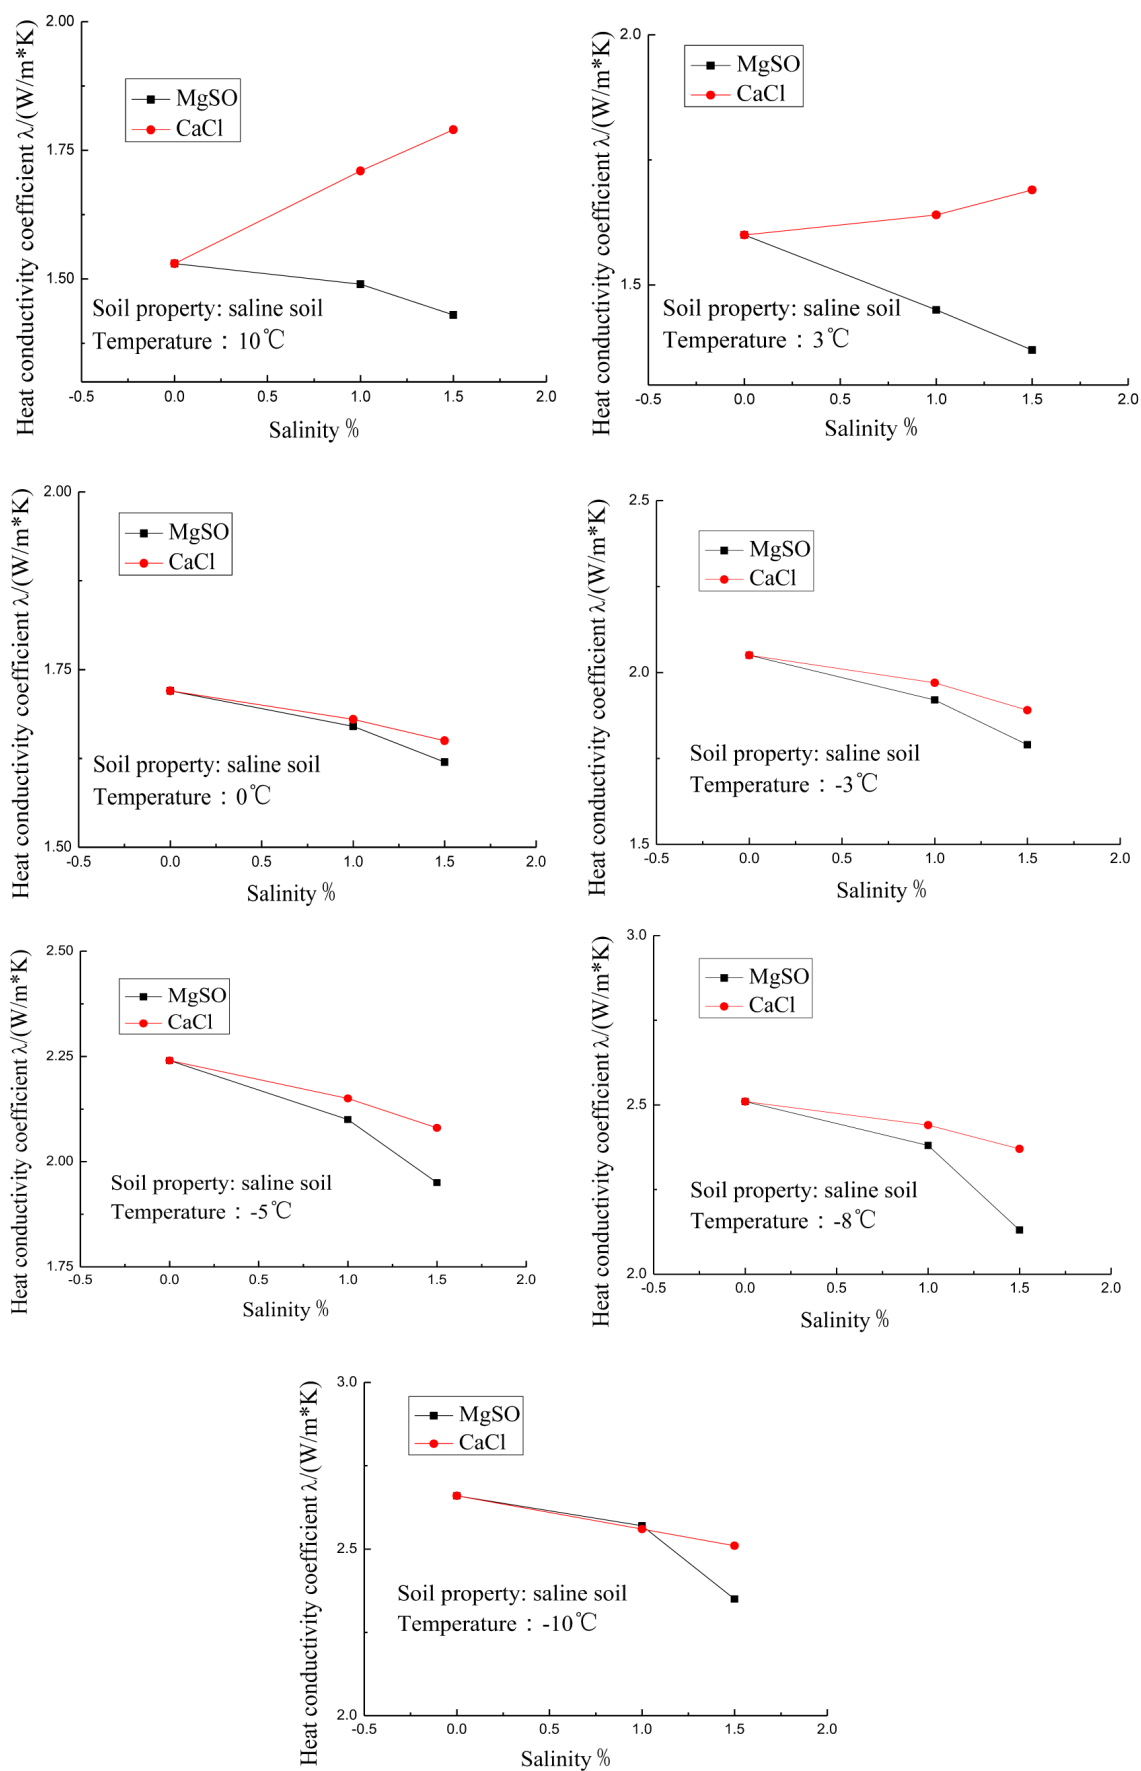 Heat conductivity coefficient λ/(W/m*K)
2.00
1.75
1.50
MgSO
CaCl
Soil property: saline soil
Temperature：10℃
-0.5 0.0 0.5 1.0 1.5 2.0
Salinity %
Heat conductivity coefficient λ/(W/m*K)
2.0
1.5
MgSO
CaCl
Soil property: saline soil
Temperature：3℃
-0.5 0.0 0.5 1.0 1.5 2.0
Salinity %
Heat conductivity coefficient λ/(W/m*K)
2.00
1.75
1.50
MgSO
CaCl
Soil property: saline soil
Temperature：0℃
-0.5 0.0 0.5 1.0 1.5 2.0
Salinity %
Heat conductivity coefficient λ/(W/m*K)
2.5
2.0
1.5
MgSO
CaCl
Soil property: saline soil
Temperature：-3℃
-0.5 0.0 0.5 1.0 1.5 2.0
Salinity %
Heat conductivity coefficient λ/(W/m*K)
2.50
2.25
2.00
1.75
MgSO
CaCl
Soil property: saline soil
Temperature：-5℃
-0.5 0.0 0.5 1.0 1.5 2.0
Salinity %
Heat conductivity coefficient λ/(W/m*K)
3.0
2.5
2.0
MgSO
CaCl
Soil property: saline soil
Temperature：-8℃
-0.5 0.0 0.5 1.0 1.5 2.0
Salinity %
Heat conductivity coefficient λ/(W/m*K)
3.0
2.5
2.0
MgSO
CaCl
Soil property: saline soil
Temperature：-10℃
-0.5 0.0 0.5 1.0 1.5 2.0
Salinity %